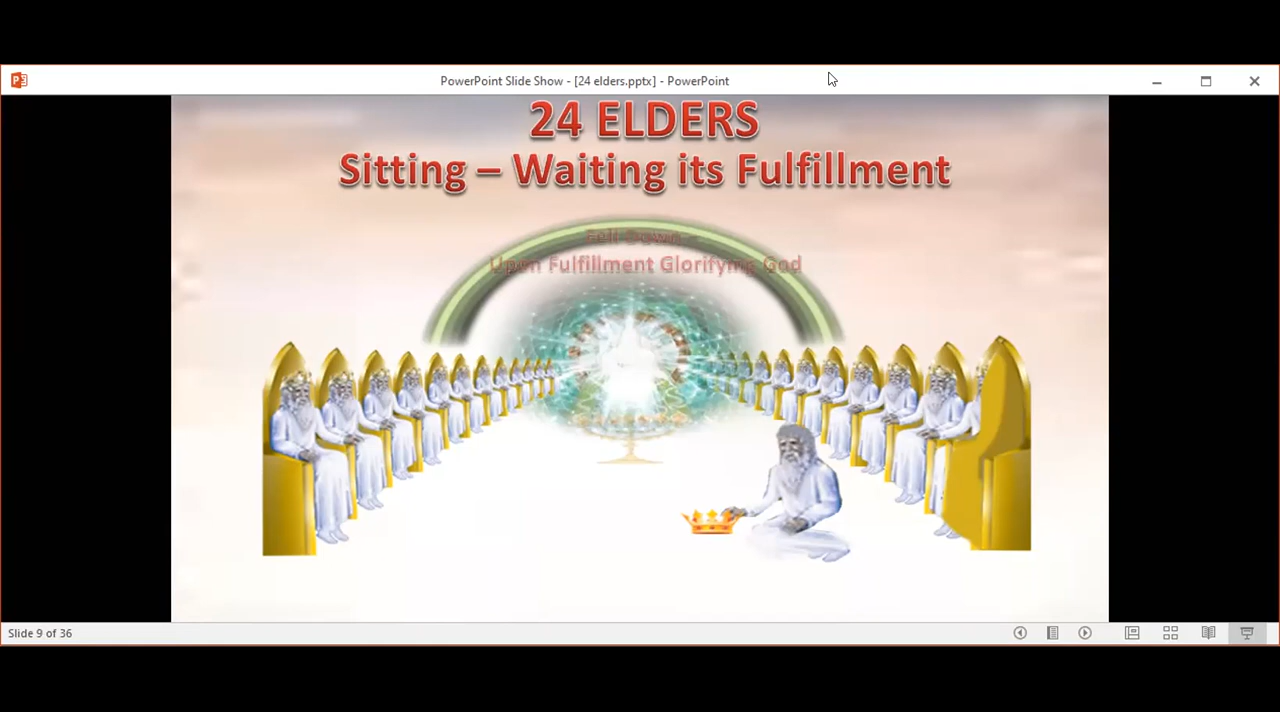 PowerPoint Slide Show - [24 elders.pptx] - PowerPoint
24 ELDERS
Sitting – Waiting its Fulfillment
Fell Down –
Upon Fulfillment Glorifying God
Slide 9 of 36